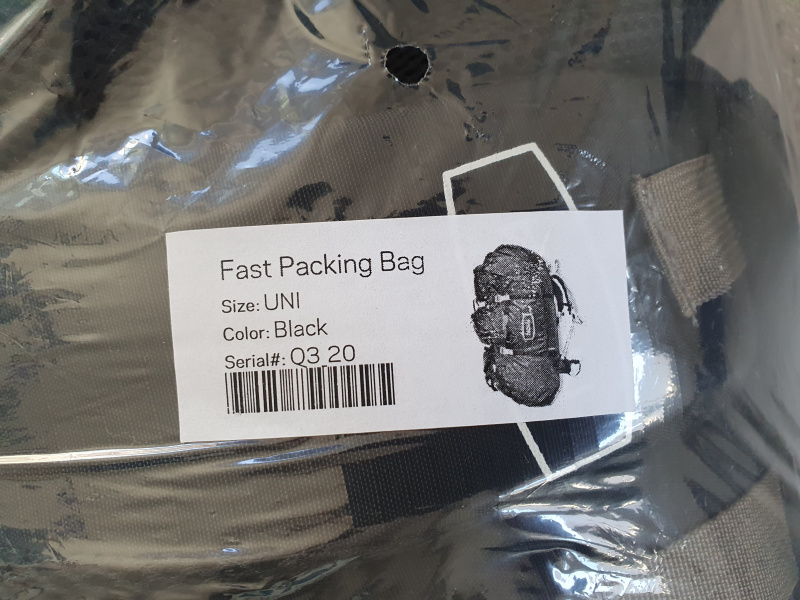 Fast Packing Bag
Size: UNI
Color: Black
Serial#: Q3_20